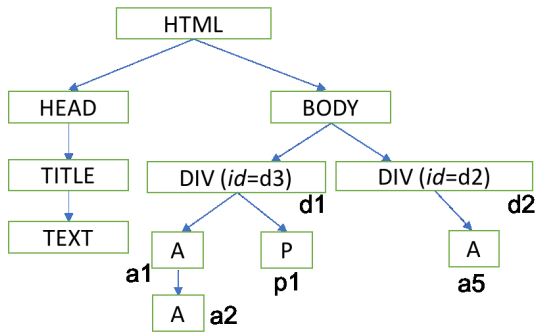 HTML
HEAD
BODY
TITLE
DIV (id=d3)
DIV (id=d2)
d1
d2
TEXT
A
P
A
a1
p1
a5
A
a2